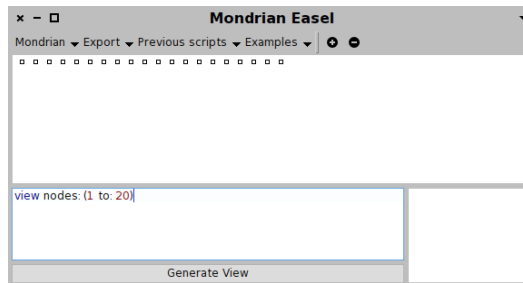 Mondrian Easel
Mondrian Export Previous scripts Examples
view nodes: (1 to: 20)
Generate View